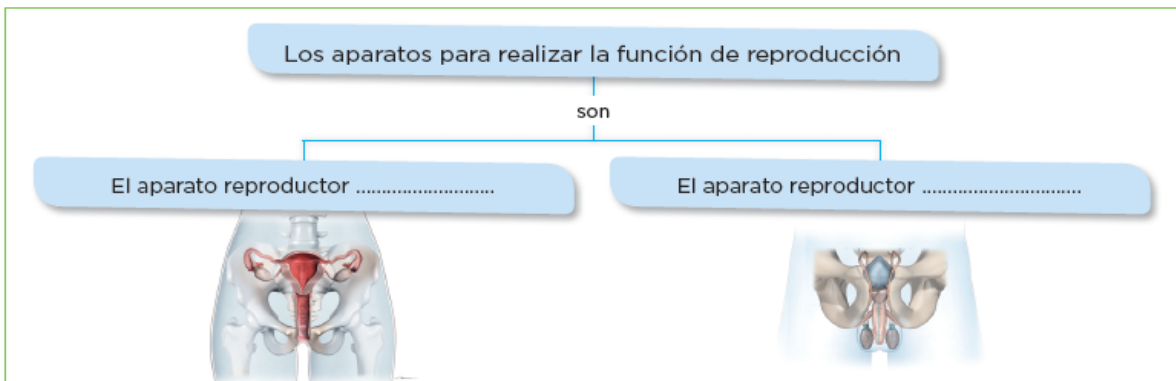 Los aparatos para realizar la función de reproducción
son
El aparato reproductor ............................
El aparato reproductor ................................